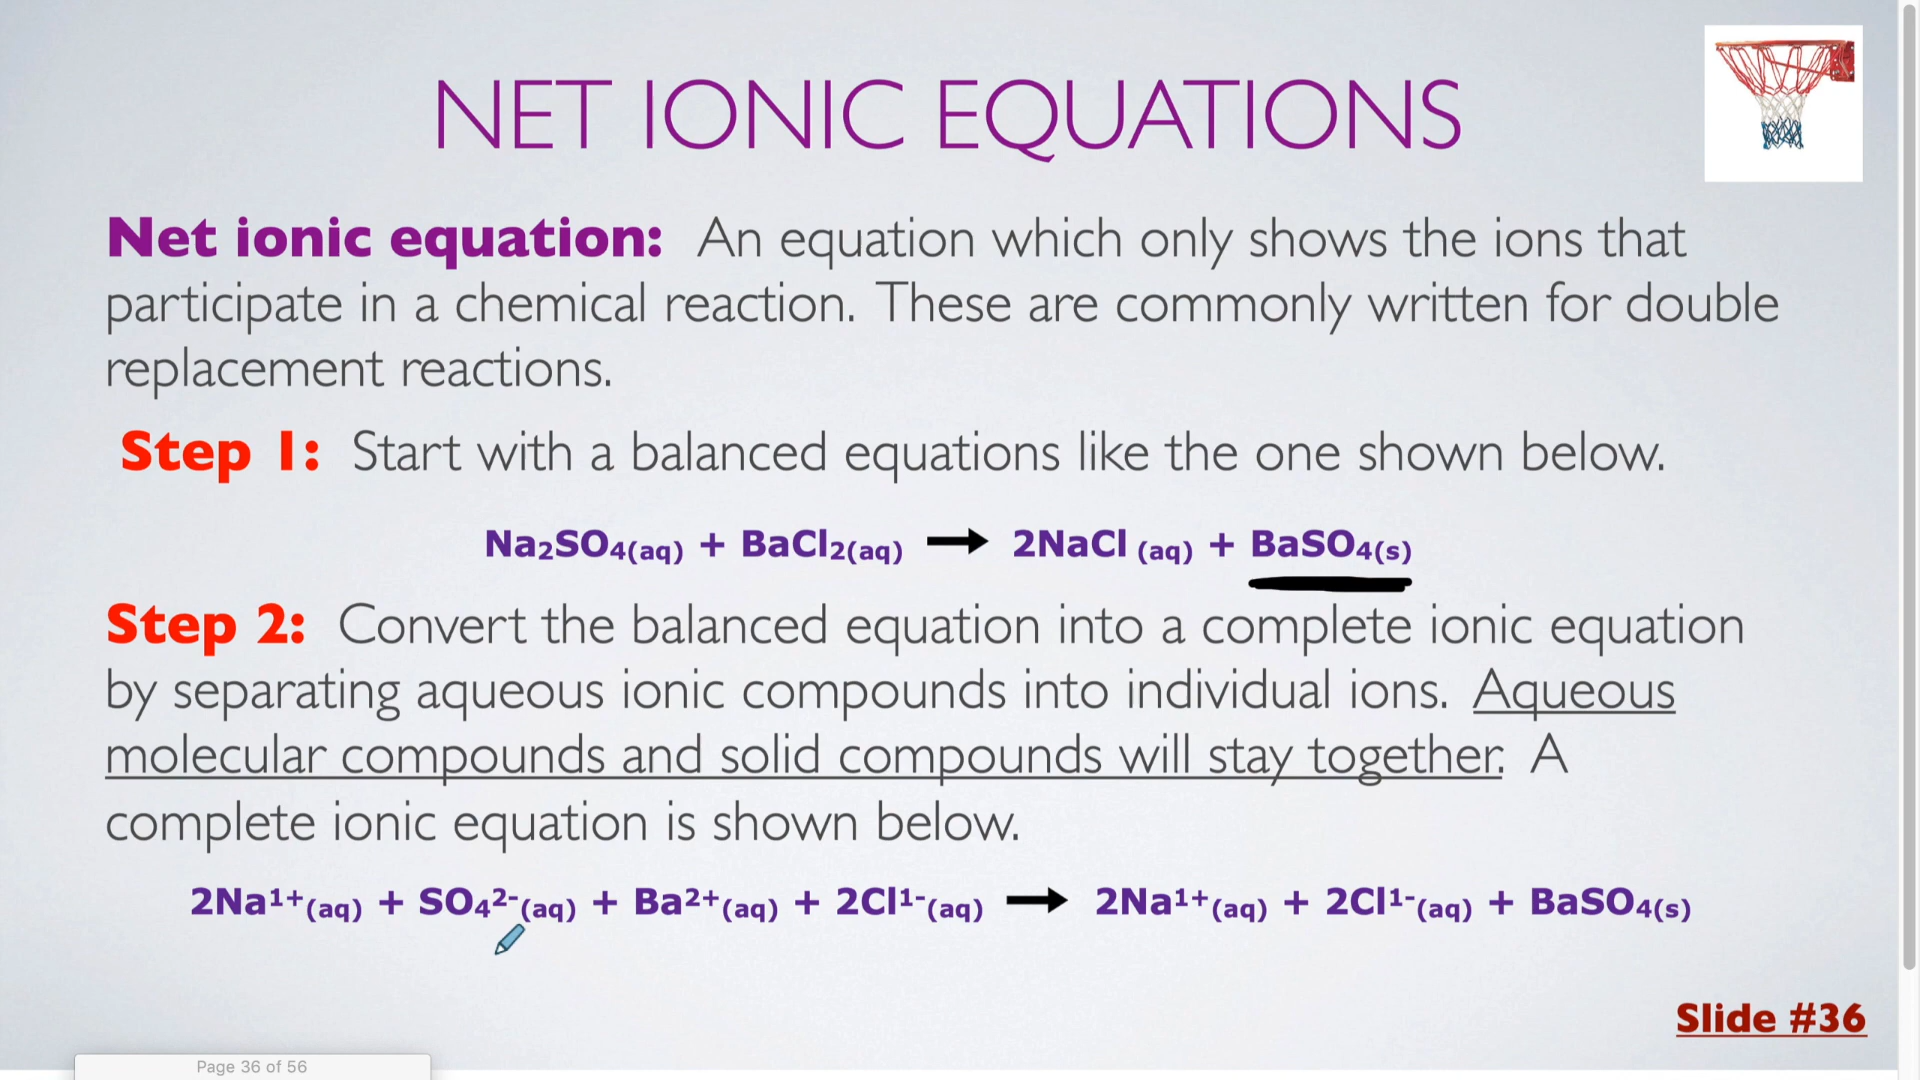 NET IONIC EQUATIONS
Net ionic equation: An equation which only shows the ions that
participate in a chemical reaction. These are commonly written for double
replacement reactions.
Step 1: Start with a balanced equations like the one shown below.
Na₂SO₄(aq) + BaCl₂(aq) → 2NaCl (aq) + BaSO₄(s)
Step 2: Convert the balanced equation into a complete ionic equation
by separating aqueous ionic compounds into individual ions. Aqueous
molecular compounds and solid compounds will stay together. A
complete ionic equation is shown below.
2Na¹⁺(aq) + SO₄²⁻(aq) + Ba²⁺(aq) + 2Cl¹⁻(aq) → 2Na¹⁺(aq) + 2Cl¹⁻(aq) + BaSO₄(s)
Slide #36
Page 36 of 56